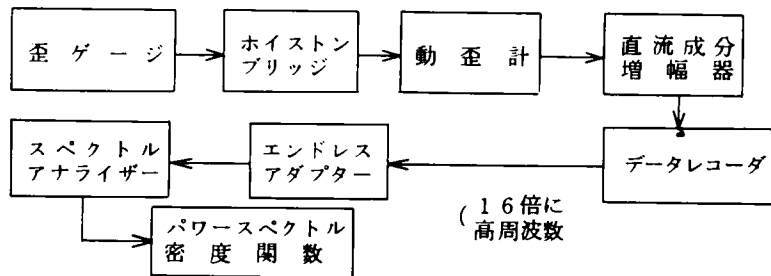 歪ゲージ
ホイストン
ブリッジ
動歪計
直流成分
増幅器
データレコーダ
(16倍に
高周波数
エンドレス
アダプター
スペクトル
アナライザー
パワースペクトル
密度関数